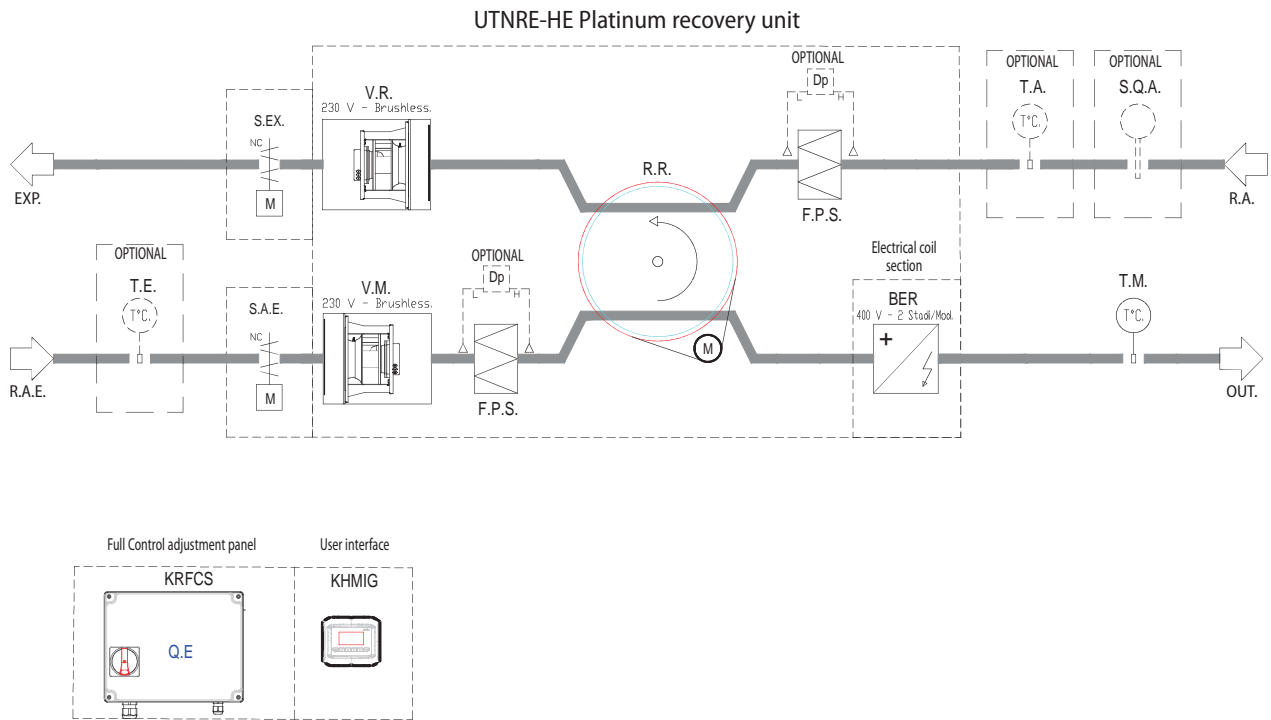 UTNRE-HE Platinum recovery unit
OPTIONAL
Dp
L H
V.R.
230 V - Brushless.
S.EX.
NC
M
EXP.
R.R.
F.P.S.
OPTIONAL
T.A.
T°C.
OPTIONAL
S.Q.A.
R.A.
OPTIONAL
T.E.
T°C.
R.A.E.
S.A.E.
NC
M
V.M.
230 V - Brushless.
OPTIONAL
Dp
L H
F.P.S.
M
Electrical coil
section
BER
400 V - 2 Stadi/Mod.
+
T.M.
T°C.
OUT.
Full Control adjustment panel
KRFCS
Q.E
User interface
KHMIG